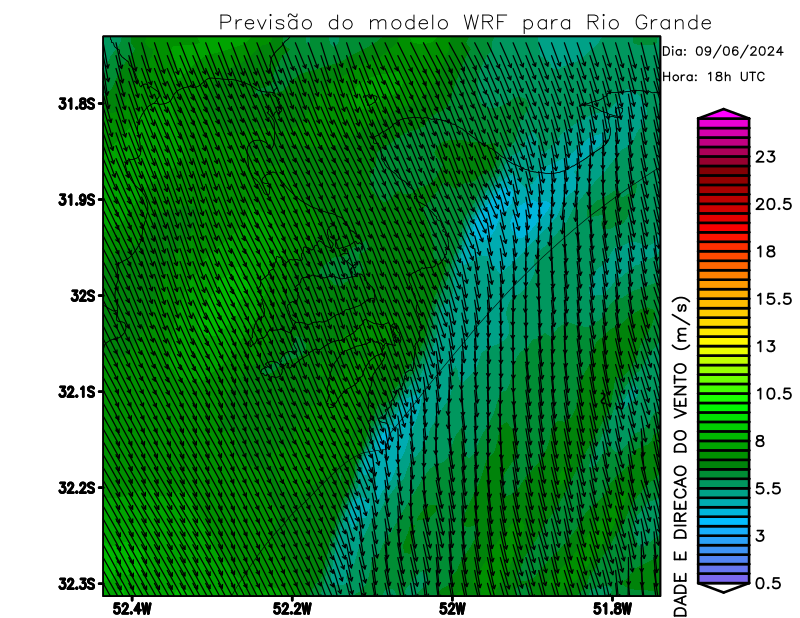 Previsão do modelo WRF para Rio Grande
Dia: 09/06/2024
Hora: 18h UTC
31.8S
31.9S
32S
32.1S
32.2S
32.3S
52.4W
52.2W
52W
51.8W
23
20.5
18
15.5
13
10.5
8
5.5
3
0.5
DADE E DIRECAO DO VENTO (m/s)